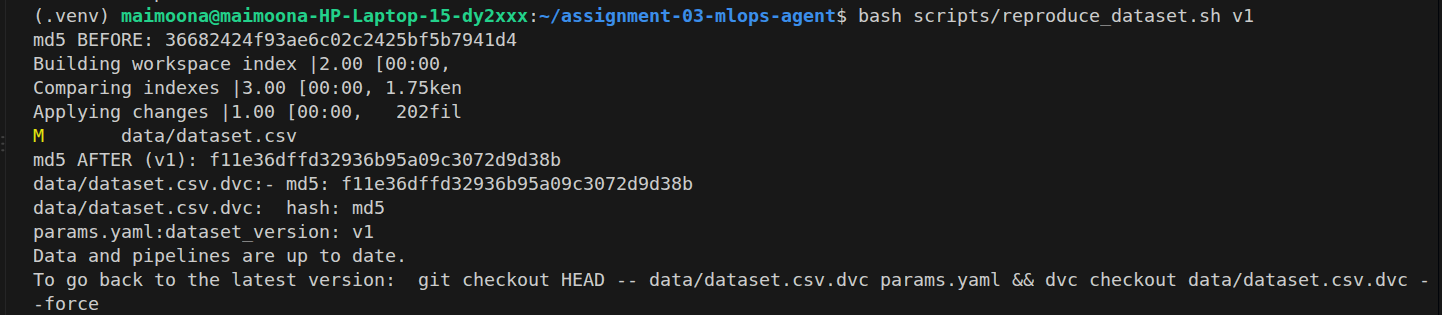 (.venv) maimoona@maimoona-HP-Laptop-15-dy2xxx:~/assignment-03-mlops-agent$ bash scripts/reproduce_dataset.sh v1
md5 BEFORE: 36682424f93ae6c02c2425bf5b7941d4
Building workspace index |2.00 [00:00,
Comparing indexes |3.00 [00:00, 1.75ken
Applying changes |1.00 [00:00,   202fil
M       data/dataset.csv
md5 AFTER (v1): f11e36dffd32936b95a09c3072d9d38b
data/dataset.csv.dvc:- md5: f11e36dffd32936b95a09c3072d9d38b
data/dataset.csv.dvc:  hash: md5
params.yaml:dataset_version: v1
Data and pipelines are up to date.
To go back to the latest version:  git checkout HEAD -- data/dataset.csv.dvc params.yaml && dvc checkout data/dataset.csv.dvc -
-force